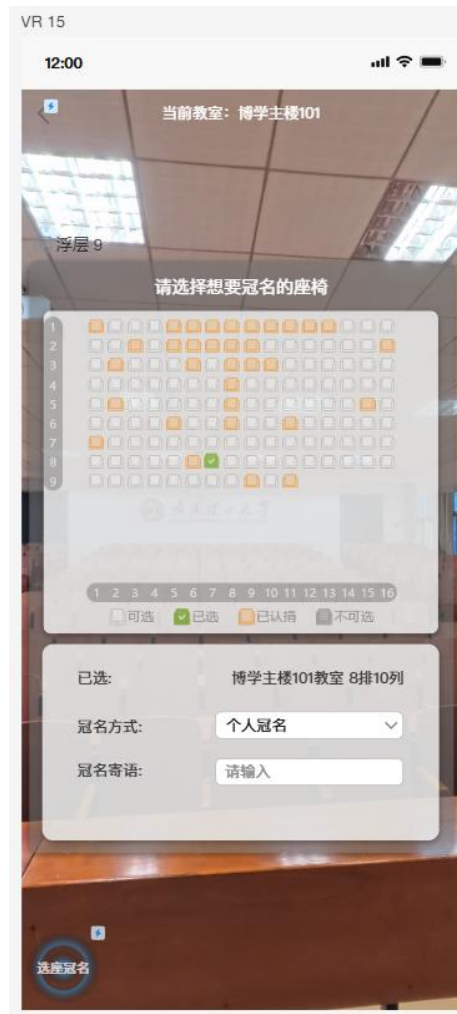 VR 15
12:00
当前教室：博学主楼101
浮层 9
请选择想要冠名的座椅
1
2
3
4
5
6
7
8
9
1 2 3 4 5 6 7 8 9 10 11 12 13 14 15 16
可选 已选 已认捐 不可选
已选: 博学主楼101教室 8排10列
冠名方式: 个人冠名
冠名寄语: 请输入
选座冠名